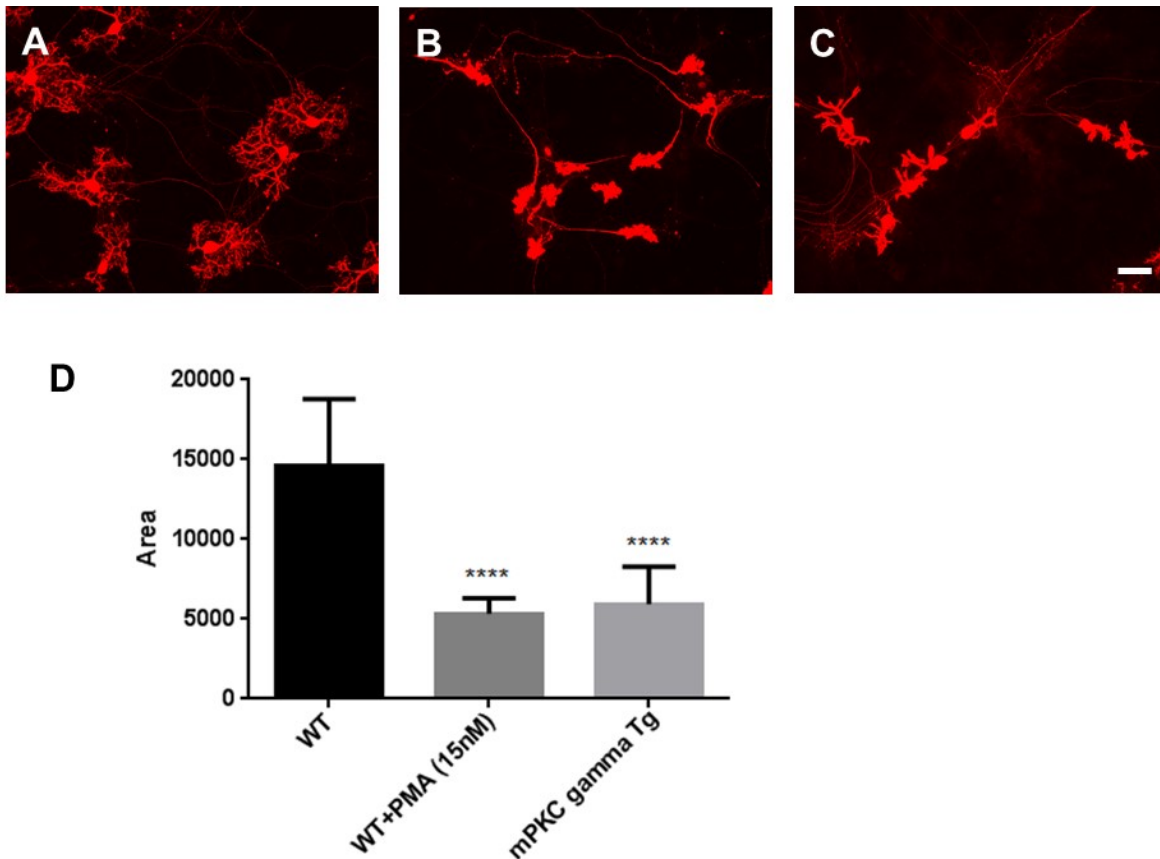 A
B
C
D
20000
15000
10000
5000
0
Area
****
****
WT
WT+PMA (15nM)
mPKC gamma Tg